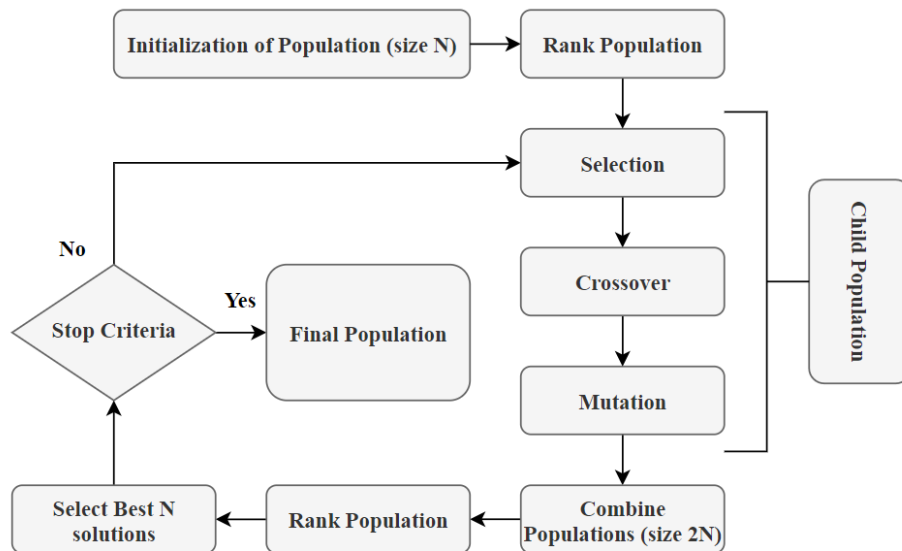 Initialization of Population (size N)
Rank Population
Selection
Child Population
Crossover
Mutation
No
Yes
Stop Criteria
Final Population
Select Best N
solutions
Rank Population
Combine
Populations (size 2N)